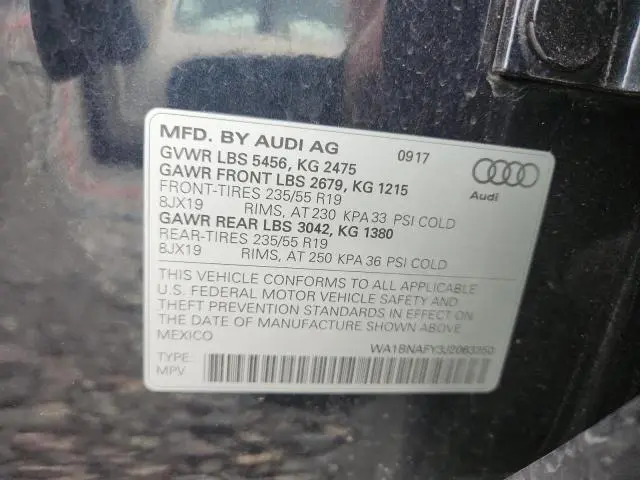 MFD. BY AUDI AG 0917
GVWR LBS 5456, KG 2475
GAWR FRONT LBS 2679, KG 1215
FRONT-TIRES 235/55 R19
8JX19 RIMS, AT 230 KPA 33 PSI COLD
GAWR REAR LBS 3042, KG 1380
REAR-TIRES 235/55 R19
8JX19 RIMS, AT 250 KPA 36 PSI COLD
Audi
THIS VEHICLE CONFORMS TO ALL APPLICABLE
U.S. FEDERAL MOTOR VEHICLE SAFETY AND
THEFT PREVENTION STANDARDS IN EFFECT ON
THE DATE OF MANUFACTURE SHOWN ABOVE.
MEXICO
WA1BNAFY3J2063350
TYPE:
MPV